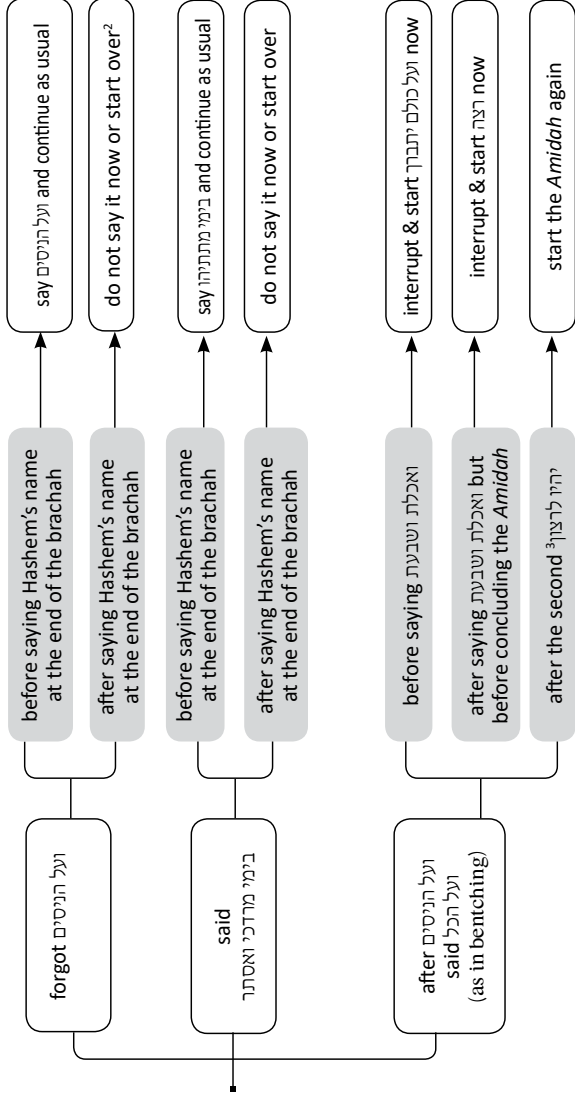 forgot ועל הניסים
before saying Hashem's name
at the end of the brachah
say ועל הניסים and continue as usual
after saying Hashem's name
at the end of the brachah
do not say it now or start over²
said
בימי מרדכי ואסתר
before saying Hashem's name
at the end of the brachah
say בימי מתתיהו and continue as usual
after saying Hashem's name
at the end of the brachah
do not say it now or start over
after ועל הניסים
said ועל הכל
(as in bentching)
before saying ואכלת ושבעת
interrupt & start ועל כולם יתברך now
after saying ואכלת ושבעת but
before concluding the Amidah
interrupt & start רצה now
after the second ³יהיו לרצון
start the Amidah again